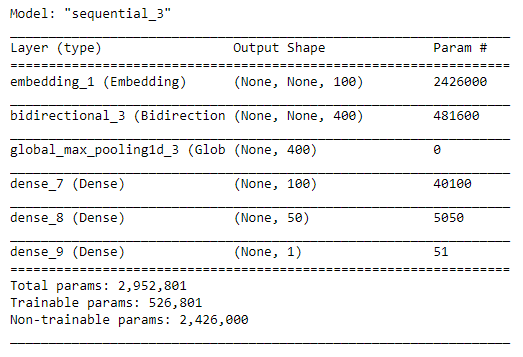 Model: "sequential_3"
Layer (type) Output Shape Param #
embedding_1 (Embedding) (None, None, 100) 2426000
bidirectional_3 (Bidirection (None, None, 400) 481600
global_max_pooling1d_3 (Glob (None, 400) 0
dense_7 (Dense) (None, 100) 40100
dense_8 (Dense) (None, 50) 5050
dense_9 (Dense) (None, 1) 51
Total params: 2,952,801
Trainable params: 526,801
Non-trainable params: 2,426,000